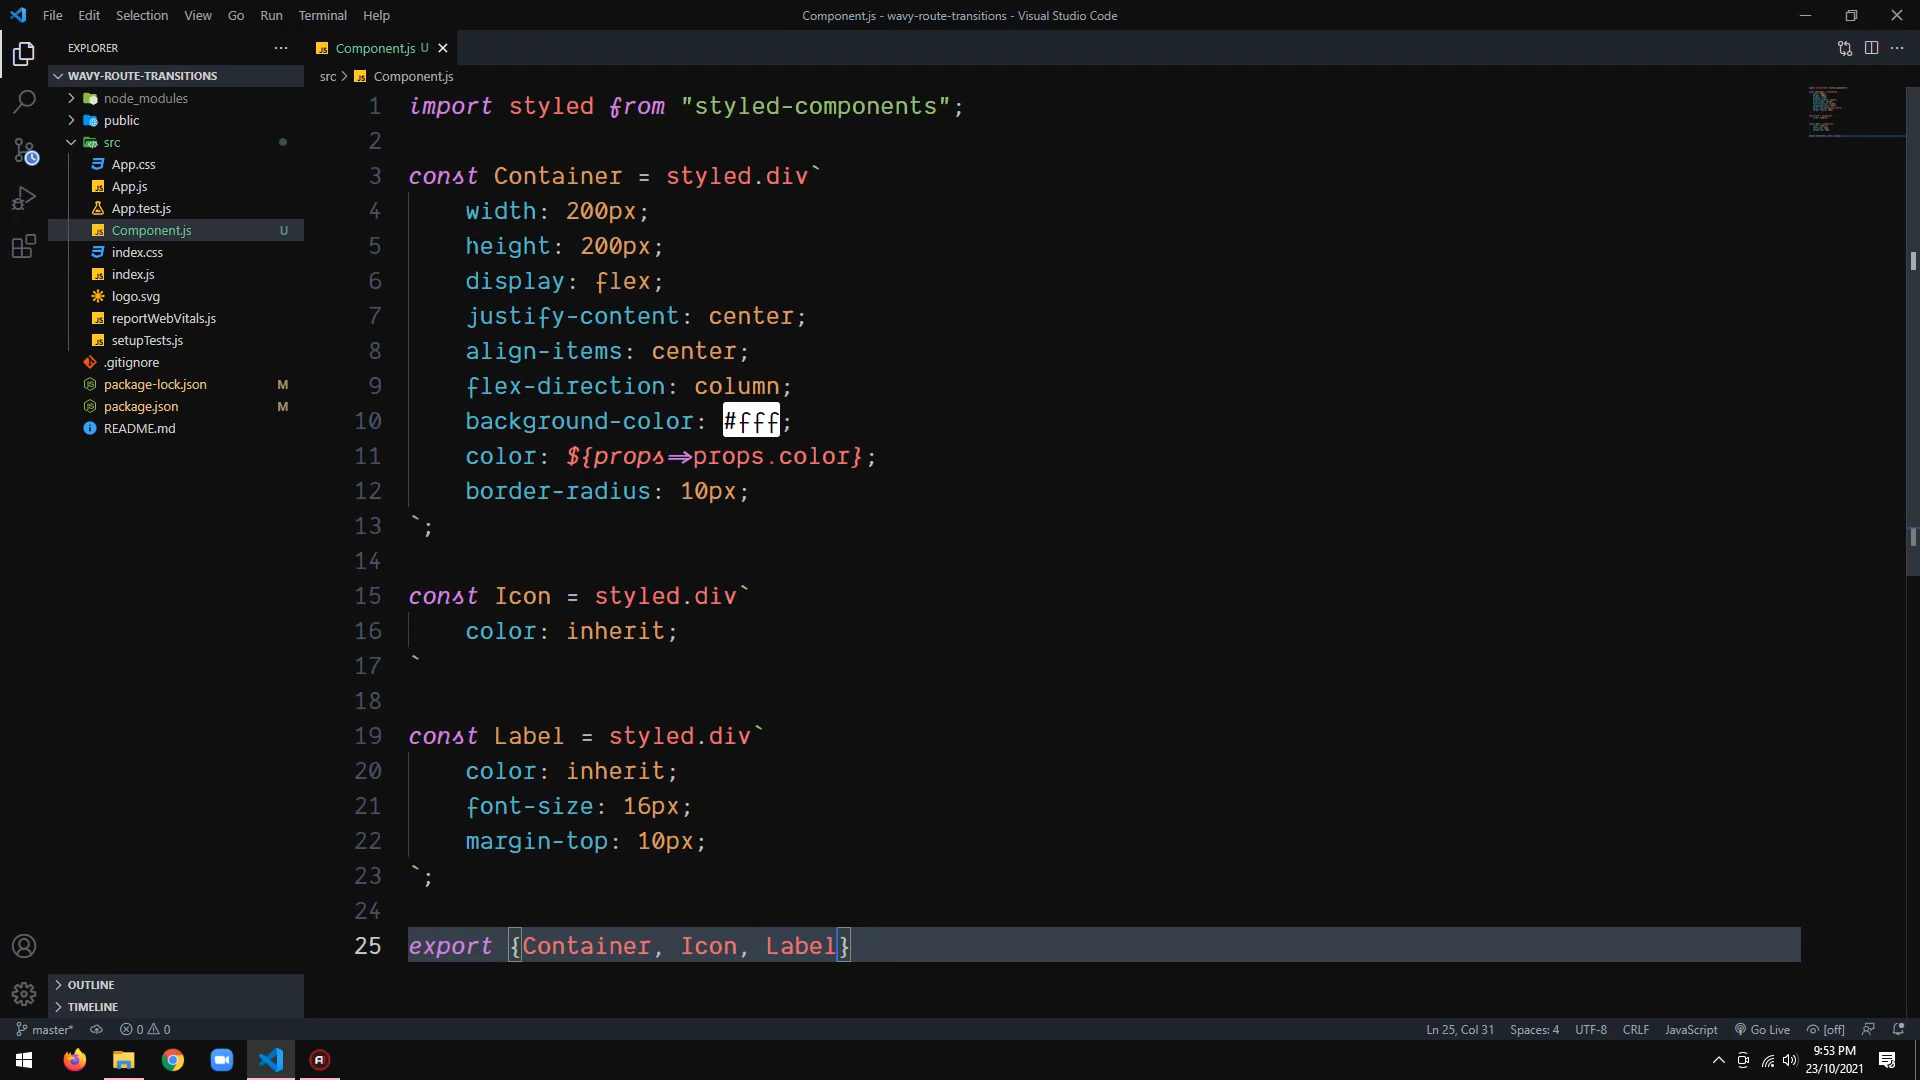 File Edit Selection View Go Run Terminal Help
Component.js - wavy-route-transitions - Visual Studio Code
EXPLORER
WAVY-ROUTE-TRANSITIONS
node_modules
public
src
App.css
App.js
App.test.js
Component.js U
index.css
index.js
logo.svg
reportWebVitals.js
setupTests.js
.gitignore
package-lock.json M
package.json M
README.md
OUTLINE
TIMELINE
Component.js U
src > Component.js
1 import styled from "styled-components";
2
3 const Container = styled.div`
4 width: 200px;
5 height: 200px;
6 display: flex;
7 justify-content: center;
8 align-items: center;
9 flex-direction: column;
10 background-color: #fff;
11 color: ${props=>props.color};
12 border-radius: 10px;
13 `;
14
15 const Icon = styled.div`
16 color: inherit;
17 `
18
19 const Label = styled.div`
20 color: inherit;
21 font-size: 16px;
22 margin-top: 10px;
23 `;
24
25 export {Container, Icon, Label}
master* 0 0
Ln 25, Col 31 Spaces: 4 UTF-8 CRLF JavaScript Go Live [off]
9:53 PM
23/10/2021